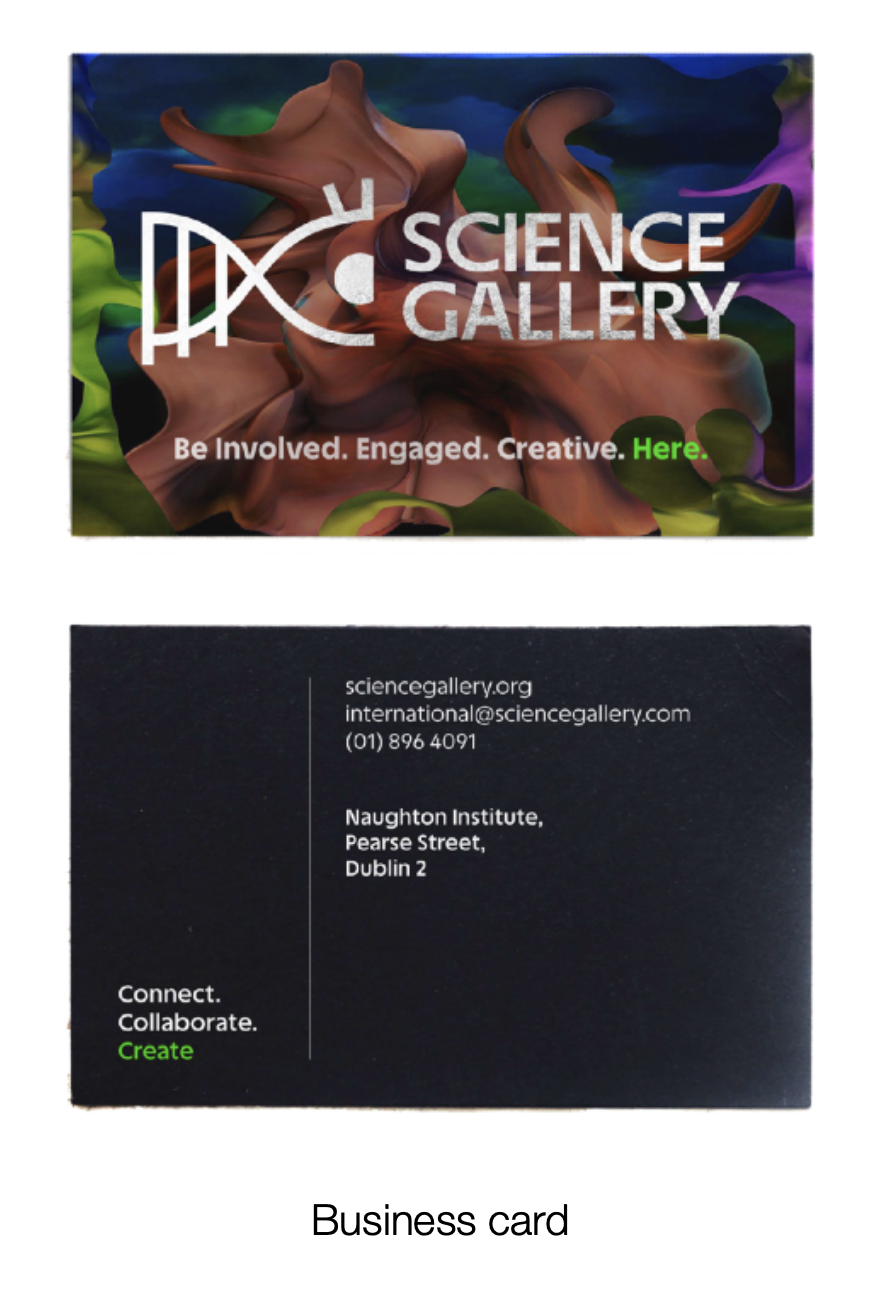 SCIENCE
GALLERY
Be Involved. Engaged. Creative. Here.
sciencegallery.org
international@sciencegallery.com
(01) 896 4091
Naughton Institute,
Pearse Street,
Dublin 2
Connect.
Collaborate.
Create
Business card